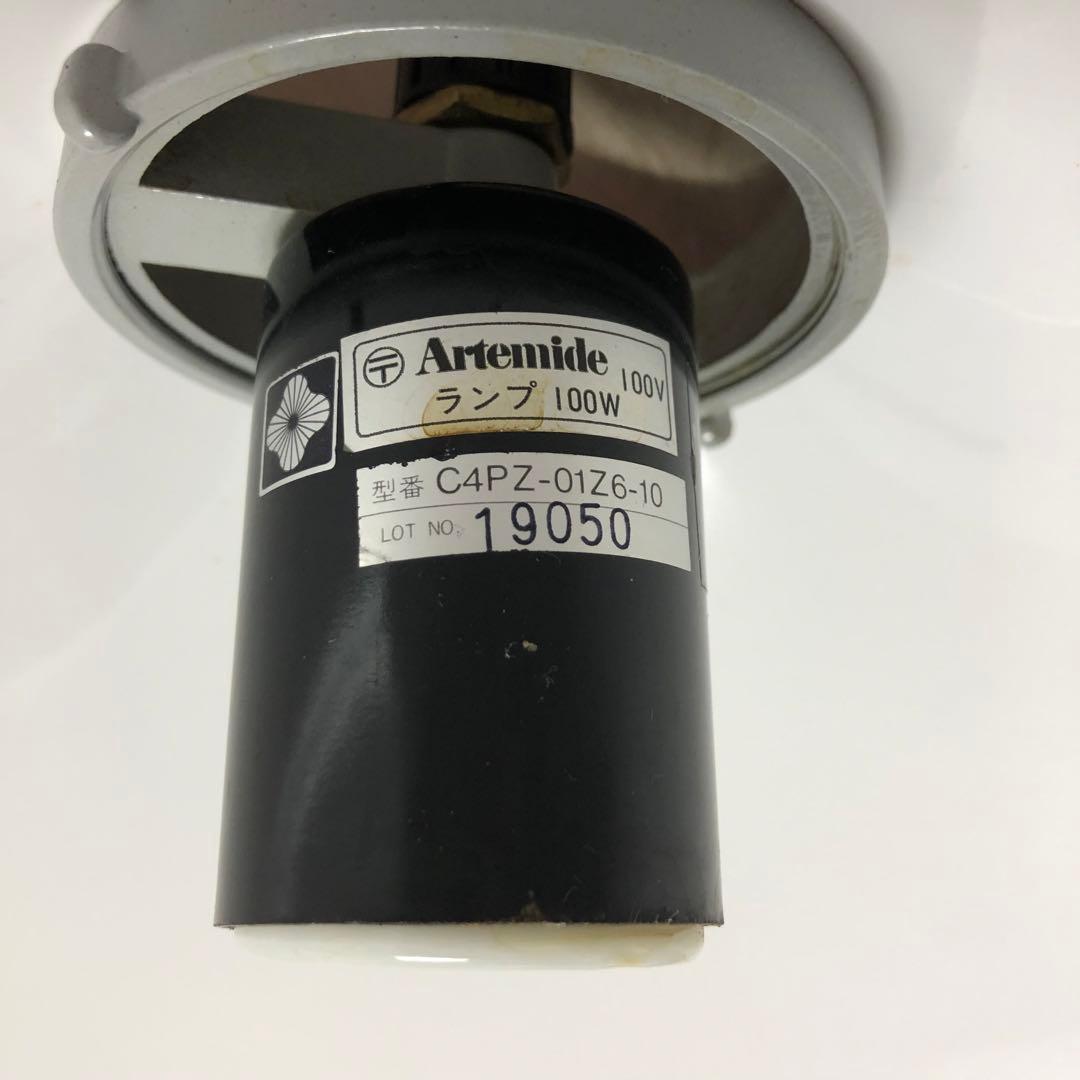 〶 Artemide 100V
ランプ 100W
型番 C4PZ-01Z6-10
LOT NO. 19050